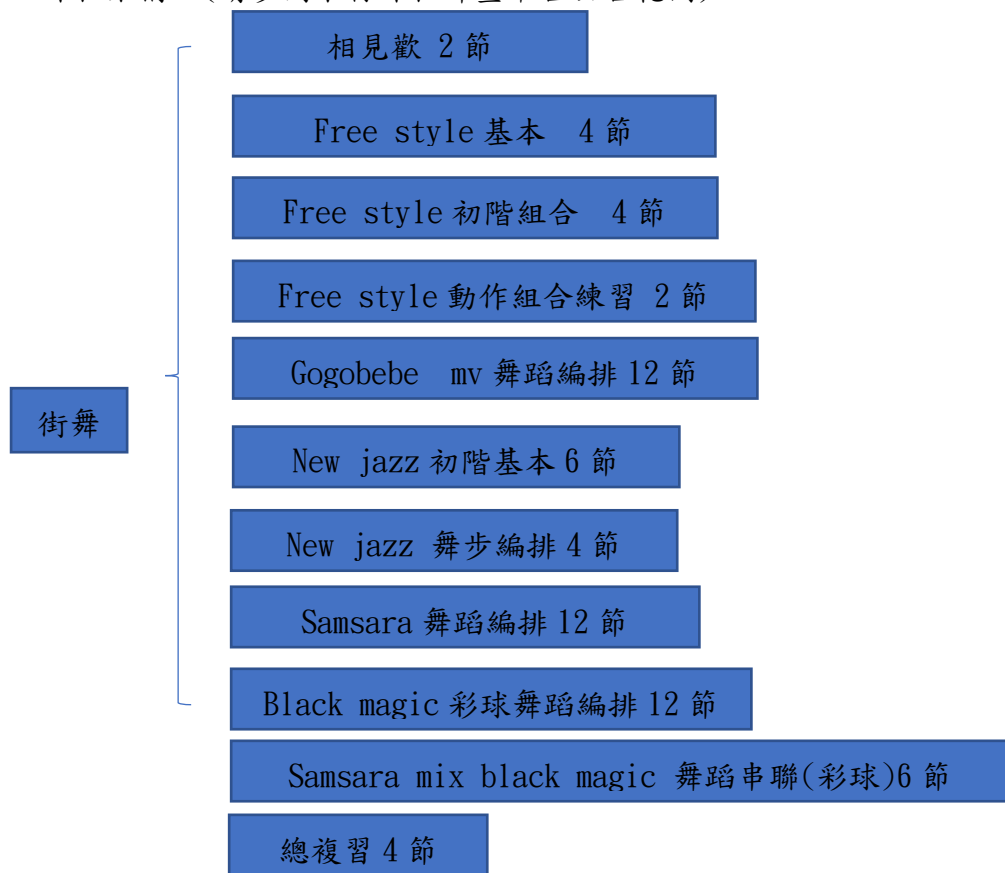 相見歡 2 節
Free style 基本 4 節
Free style 初階組合 4 節
Free style 動作組合練習 2 節
Gogobebe mv 舞蹈編排 12 節
街舞
New jazz 初階基本 6 節
New jazz 舞步編排 4 節
Samsara 舞蹈編排 12 節
Black magic 彩球舞蹈編排 12 節
Samsara mix black magic 舞蹈串聯(彩球)6 節
總複習 4 節